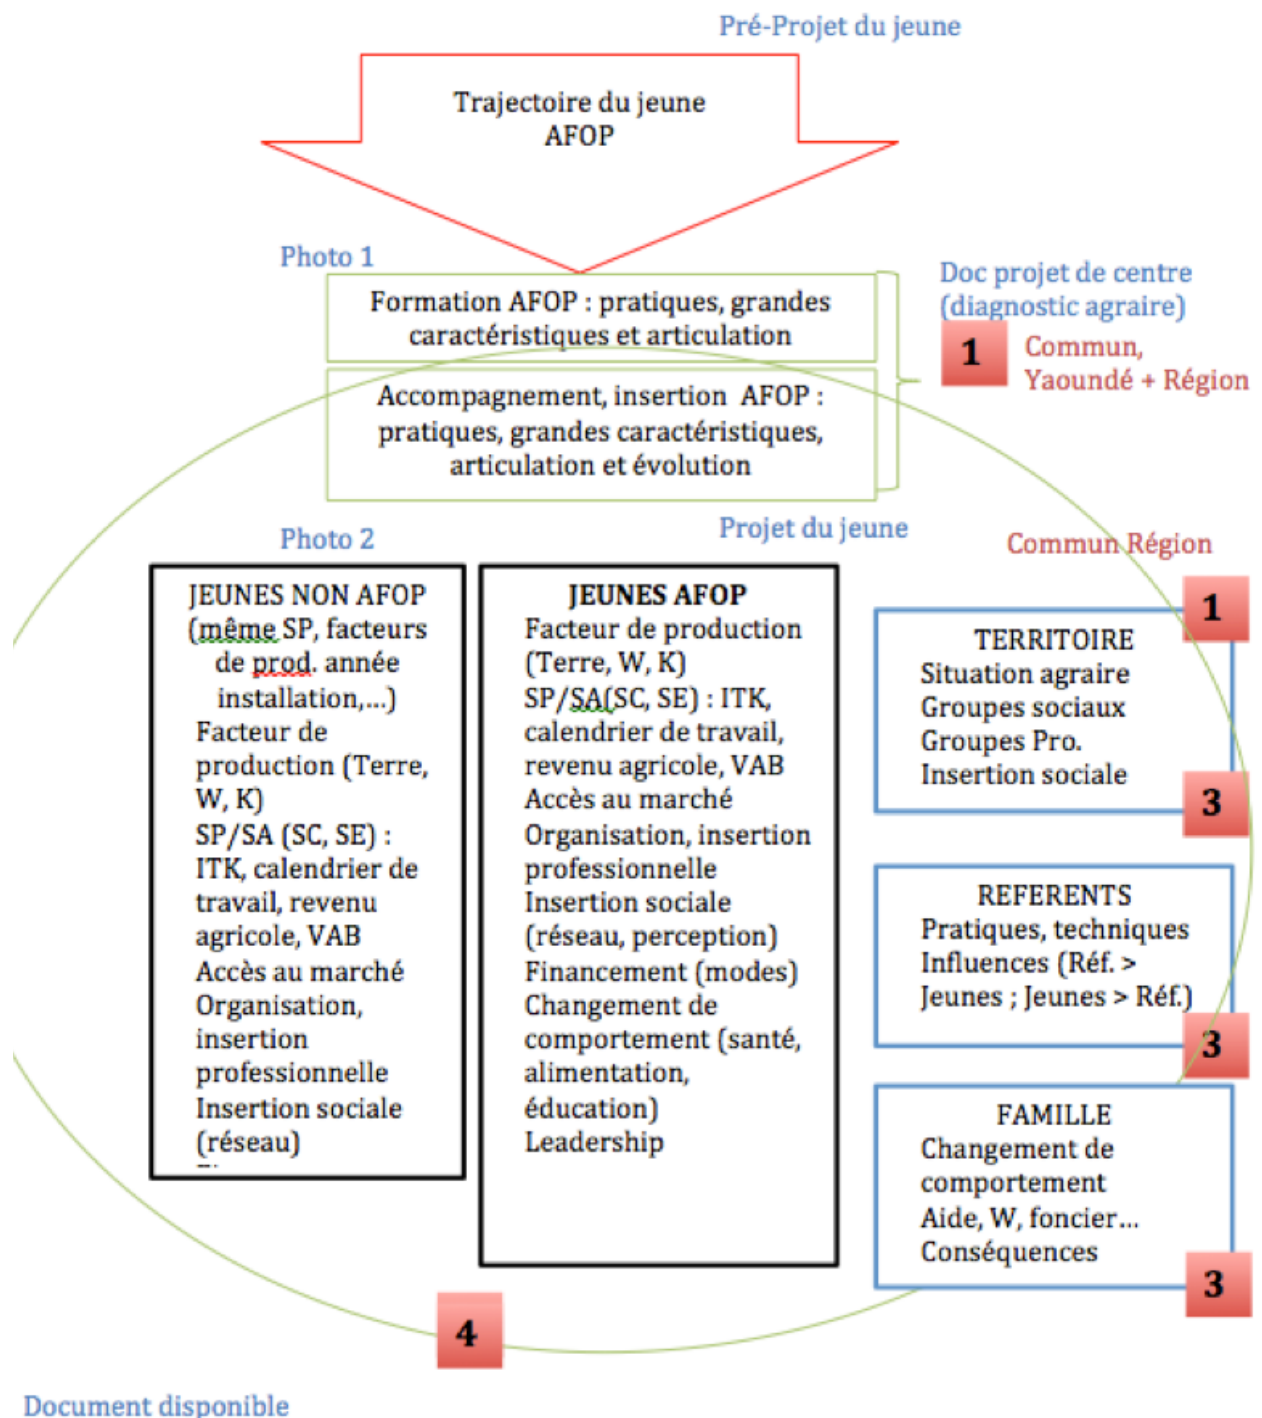 Pré-Projet du jeune
Trajectoire du jeune
AFOP
Photo 1
Formation AFOP : pratiques, grandes
caractéristiques et articulation
Doc projet de centre
(diagnostic agraire)
1
Commun,
Yaoundé + Région
Accompagnement, insertion AFOP :
pratiques, grandes caractéristiques,
articulation et évolution
Photo 2
Projet du jeune
Commun Région
JEUNES NON AFOP
(même SP, facteurs
de prod. année
installation,...)
Facteur de
production (Terre,
W, K)
SP/SA (SC, SE) :
ITK, calendrier de
travail, revenu
agricole, VAB
Accès au marché
Organisation,
insertion
professionnelle
Insertion sociale
(réseau)
JEUNES AFOP
Facteur de production
(Terre, W, K)
SP/SA(SC, SE) : ITK,
calendrier de travail,
revenu agricole, VAB
Accès au marché
Organisation, insertion
professionnelle
Insertion sociale
(réseau, perception)
Financement (modes)
Changement de
comportement (santé,
alimentation,
éducation)
Leadership
1
TERRITOIRE
Situation agraire
Groupes sociaux
Groupes Pro.
Insertion sociale
3
REFERENTS
Pratiques, techniques
Influences (Réf. >
Jeunes ; Jeunes > Réf.)
3
FAMILLE
Changement de
comportement
Aide, W, foncier...
Conséquences
3
4
Document disponible